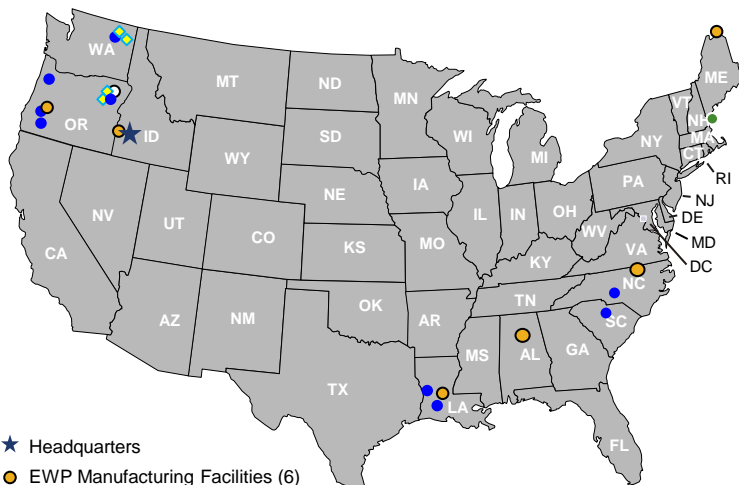 WA
MT
ND
MN
ME
VT
NH
OR
ID
SD
WI
MI
NY
MA
CT
RI
WY
IA
PA
NJ
NE
NV
UT
IL
IN
OH
DE
CO
WV
MD
CA
KS
MO
VA
DC
KY
OK
TN
NC
AZ
NM
AR
SC
MS
AL
GA
TX
LA
FL
Headquarters
EWP Manufacturing Facilities (6)